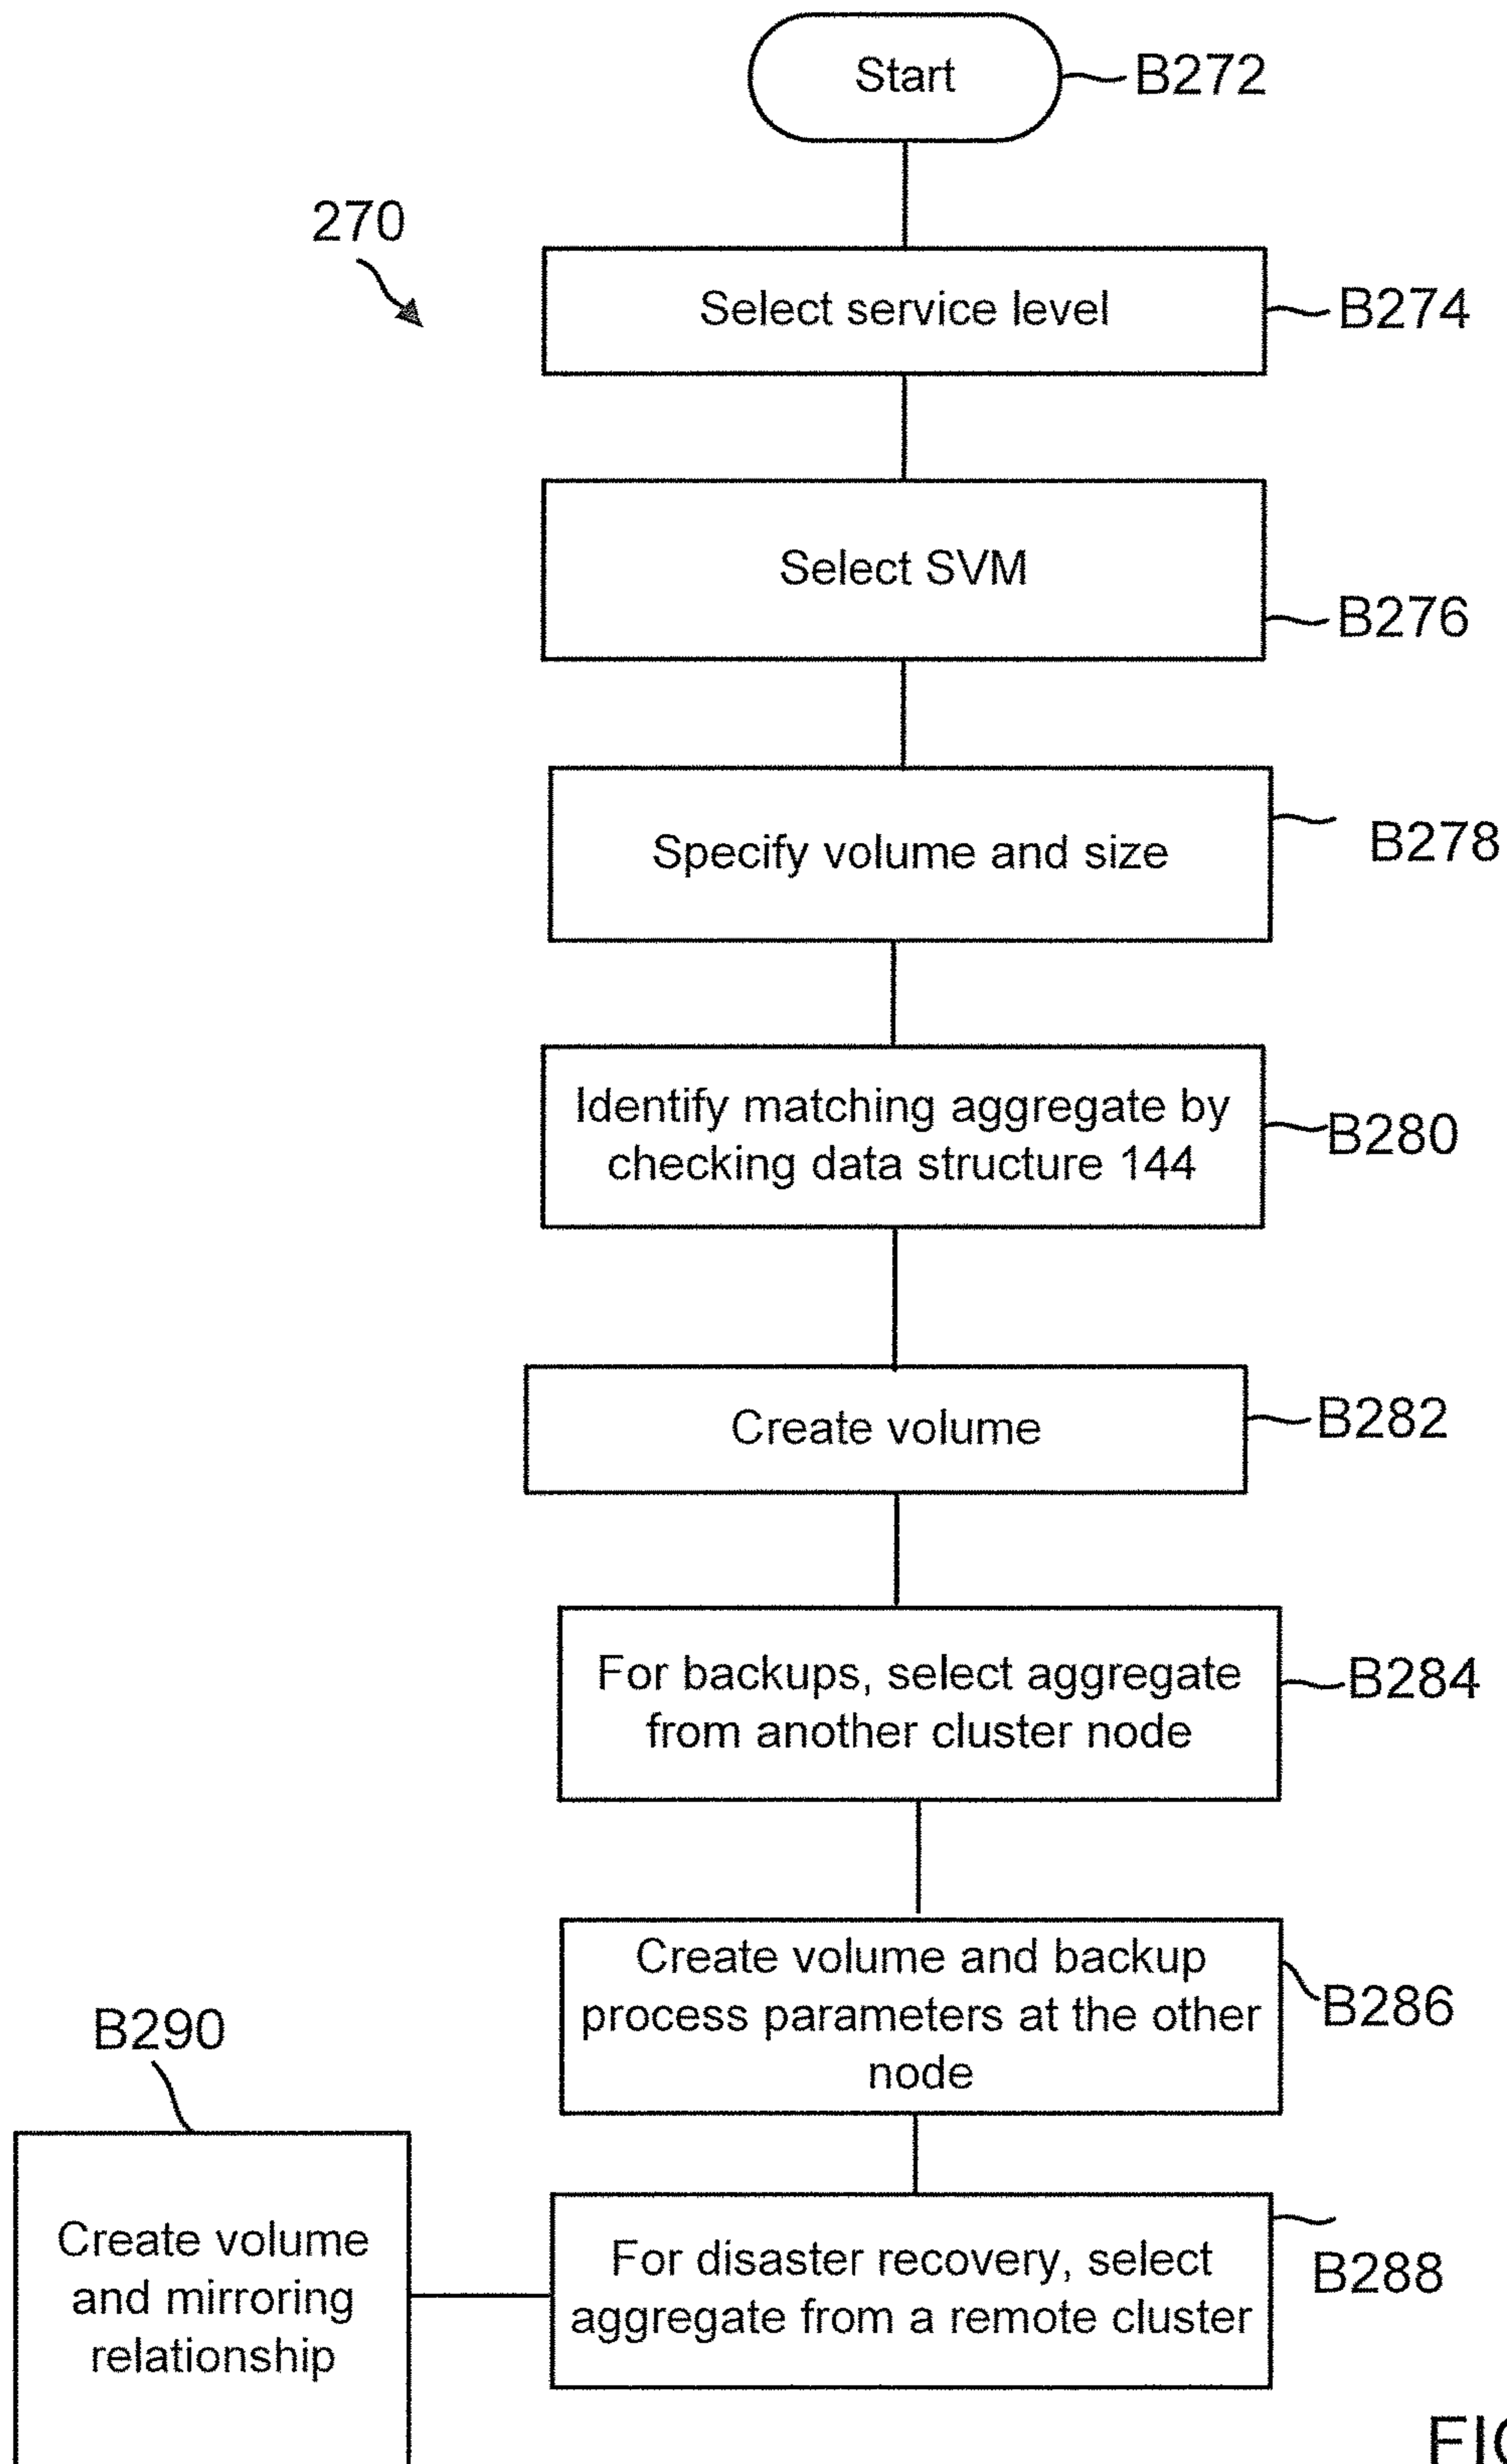 Start
B272
270
Select service level
B274
Select SVM
B276
Specify volume and size
B278
Identify matching aggregate by
checking data structure 144
B280
Create volume
B282
For backups, select aggregate
from another cluster node
B284
Create volume and backup
process parameters at the other
node
B286
B290
Create volume
and mirroring
relationship
For disaster recovery, select
aggregate from a remote cluster
B288